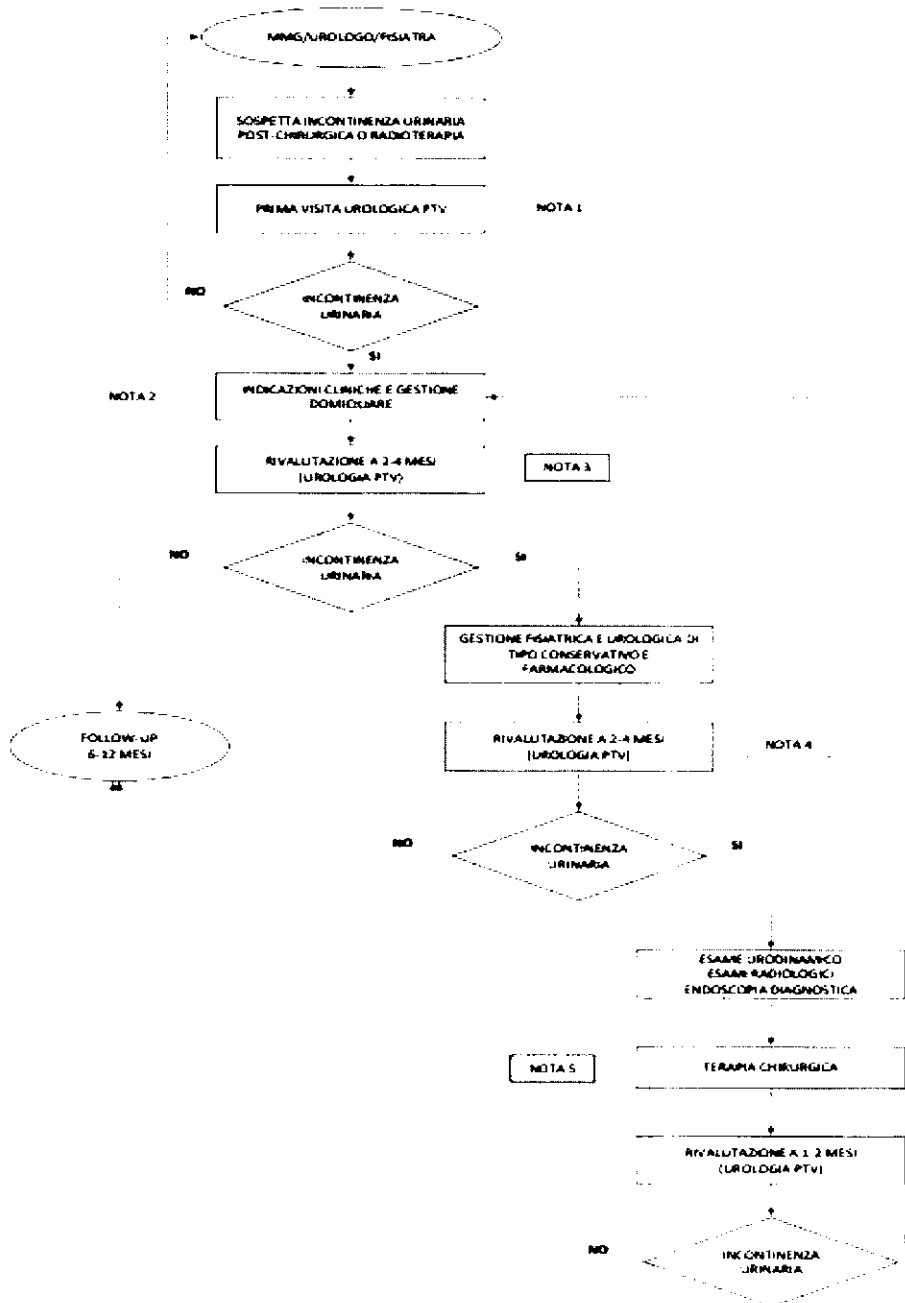 MMG/UROLOGO/FISIATRA
SOSPETTA INCONTINENZA URINARIA
POST-CHIRURGICA O RADIOTERAPIA
PRIMA VISITA UROLOGICA PTV
NOTA 1
NO
INCONTINENZA
URINARIA
SI
NOTA 2
INDICAZIONI CLINICHE E GESTIONE
DOMICILIARE
RIVALUTAZIONE A 2-4 MESI
(UROLOGIA PTV)
NOTA 3
NO
INCONTINENZA
URINARIA
SI
GESTIONE FISIATRICA E UROLOGICA DI
TIPO CONSERVATIVO E
FARMACOLOGICO
FOLLOW-UP
6-12 MESI
RIVALUTAZIONE A 2-4 MESI
(UROLOGIA PTV)
NOTA 4
NO
INCONTINENZA
URINARIA
SI
ESAME URODINAMICO
ESAMI RADIOLOGICI
ENDOSCOPIA DIAGNOSTICA
NOTA 5
TERAPIA CHIRURGICA
RIVALUTAZIONE A 1-2 MESI
(UROLOGIA PTV)
NO
INCONTINENZA
URINARIA